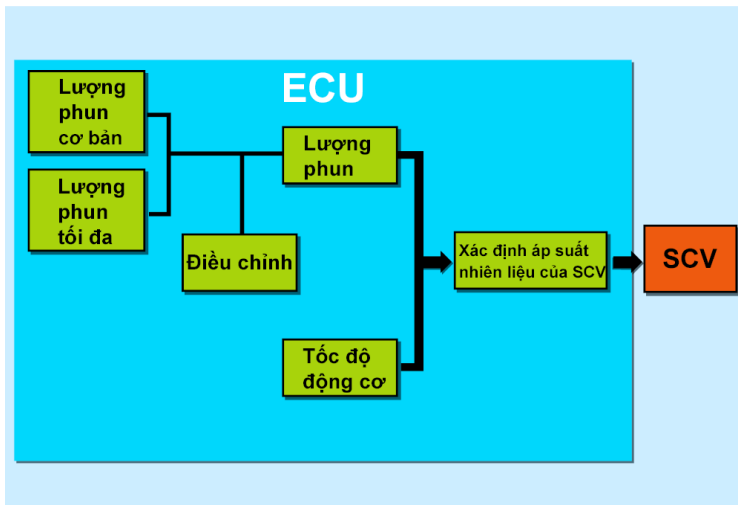 ECU
Lượng
phun
cơ bản
Lượng
phun
tối đa
Điều chỉnh
Lượng
phun
Tốc độ
động cơ
Xác định áp suất
nhiên liệu của SCV
SCV